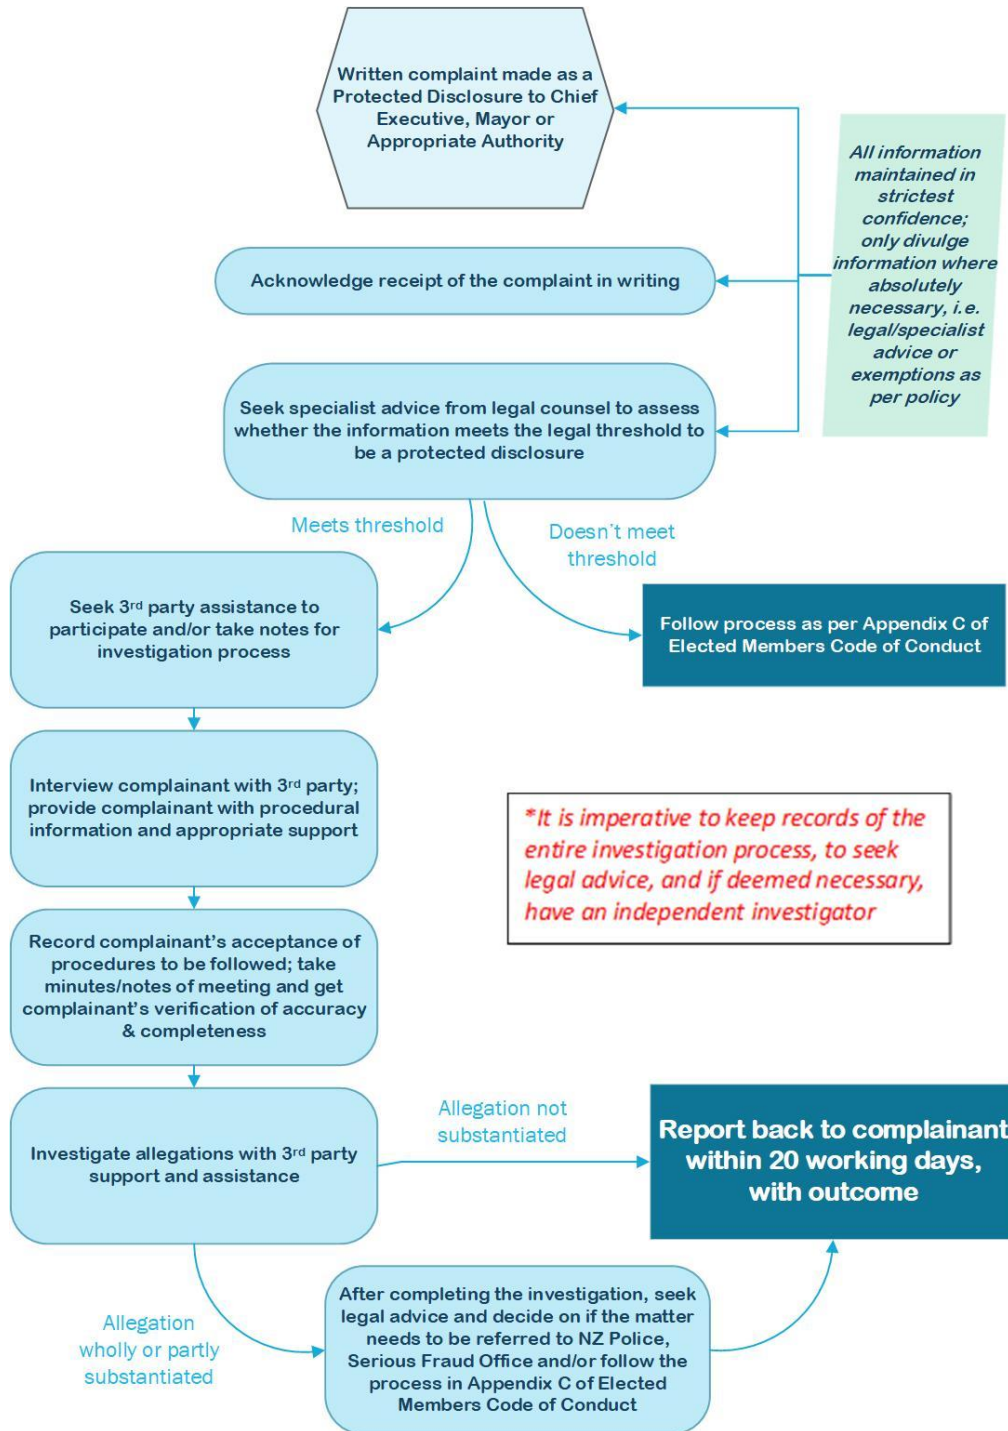 Written complaint made as a
Protected Disclosure to Chief
Executive, Mayor or
Appropriate Authority
All information
maintained in
strictest
confidence;
only divulge
information where
absolutely
necessary, i.e.
legal/specialist
advice or
exemptions as
per policy
Acknowledge receipt of the complaint in writing
Seek specialist advice from legal counsel to assess
whether the information meets the legal threshold to
be a protected disclosure
Meets threshold
Doesn't meet
threshold
Seek 3rd party assistance to
participate and/or take notes for
investigation process
Follow process as per Appendix C of
Elected Members Code of Conduct
Interview complainant with 3rd party;
provide complainant with procedural
information and appropriate support
*It is imperative to keep records of the
entire investigation process, to seek
legal advice, and if deemed necessary,
have an independent investigator
Record complainant's acceptance of
procedures to be followed; take
minutes/notes of meeting and get
complainant's verification of accuracy
& completeness
Investigate allegations with 3rd party
support and assistance
Allegation not
substantiated
Report back to complainant
within 20 working days,
with outcome
Allegation
wholly or partly
substantiated
After completing the investigation, seek
legal advice and decide on if the matter
needs to be referred to NZ Police,
Serious Fraud Office and/or follow the
process in Appendix C of Elected
Members Code of Conduct